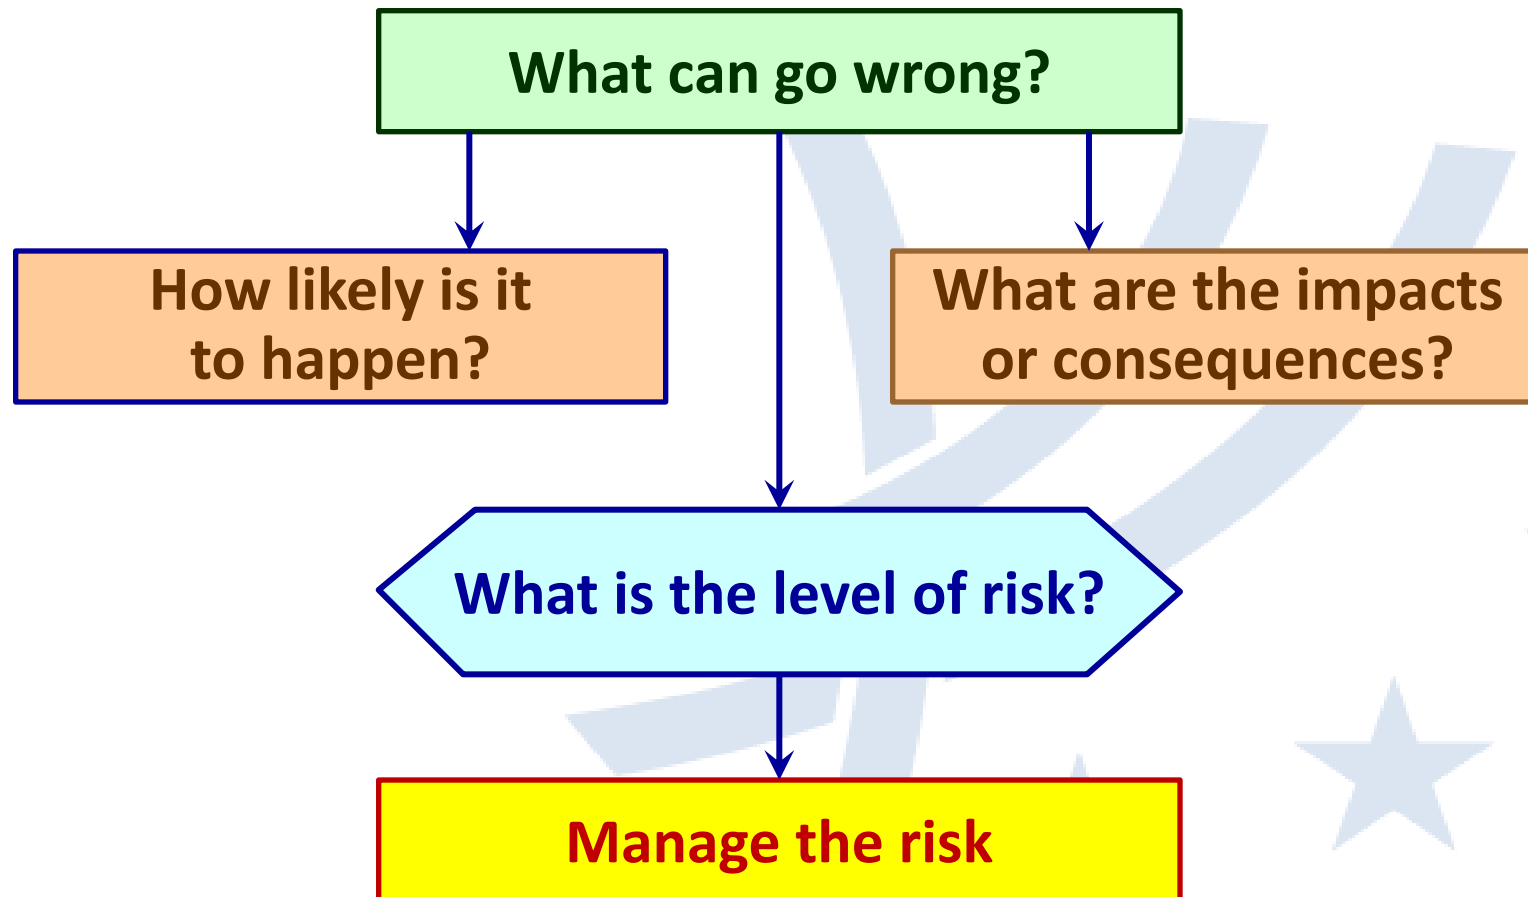 What can go wrong?
How likely is it
to happen?
What are the impacts
or consequences?
What is the level of risk?
Manage the risk